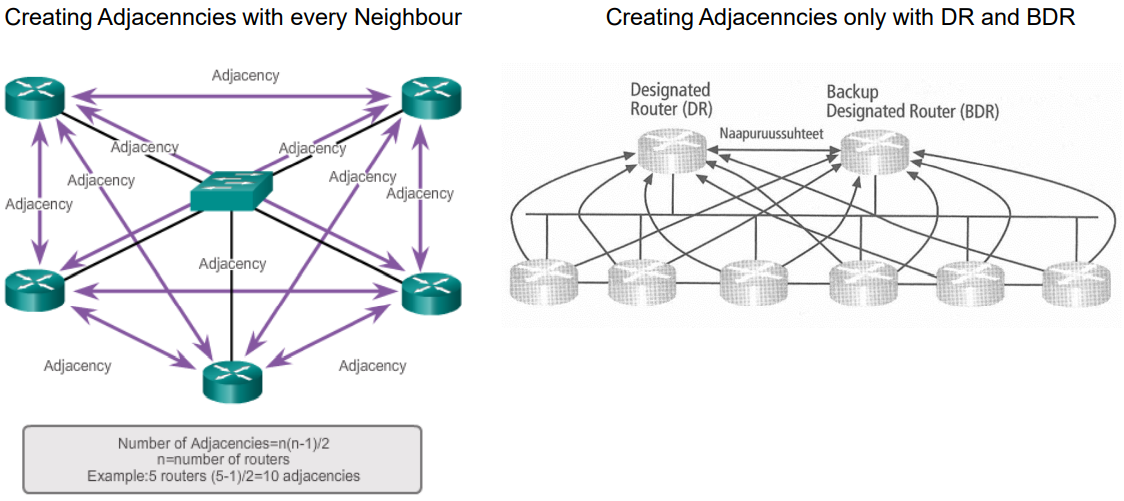 Creating Adjacenncies with every Neighbour
Adjacency
Adjacency
Adjacency
Adjacency
Adjacency
Adjacency
Adjacency
Adjacency
Adjacency
Adjacency
Number of Adjacencies=n(n-1)/2
n=number of routers
Example:5 routers (5-1)/2=10 adjacencies
Creating Adjacenncies only with DR and BDR
Designated
Router (DR)
Backup
Designated Router (BDR)
Naapuruussuhteet